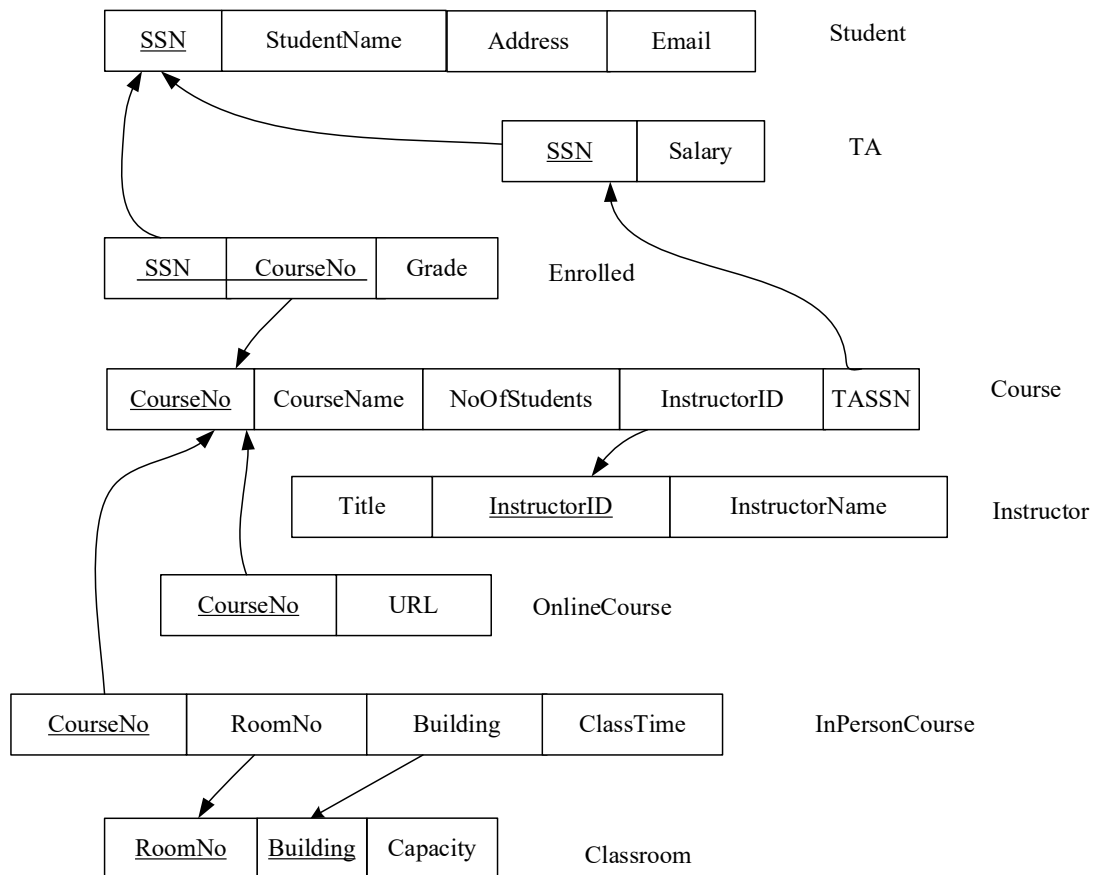 SSN StudentName Address Email Student
SSN Salary TA
SSN CourseNo Grade Enrolled
CourseNo CourseName NoOfStudents InstructorID TASSN Course
Title InstructorID InstructorName Instructor
CourseNo URL OnlineCourse
CourseNo RoomNo Building ClassTime InPersonCourse
RoomNo Building Capacity Classroom